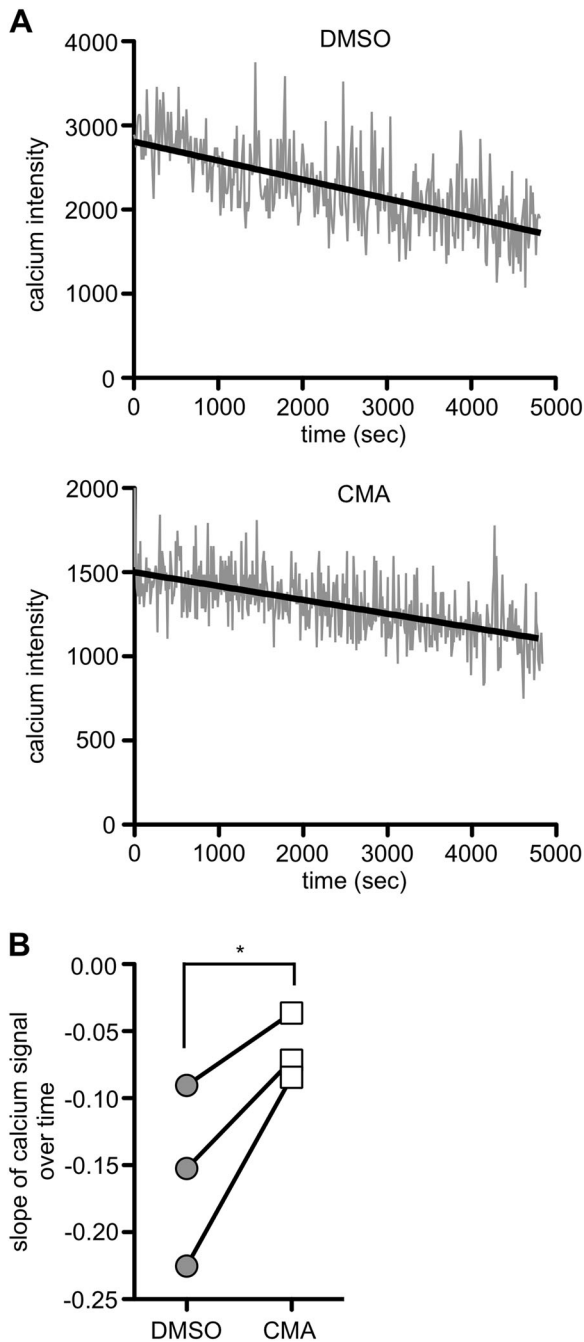 A
DMSO
4000
3000
2000
1000
0
calcium intensity
0 1000 2000 3000 4000 5000
time (sec)
CMA
2000
1500
1000
500
0
calcium intensity
0 1000 2000 3000 4000 5000
time (sec)
B
*
0.00
-0.05
-0.10
-0.15
-0.20
-0.25
slope of calcium signal
over time
DMSO CMA